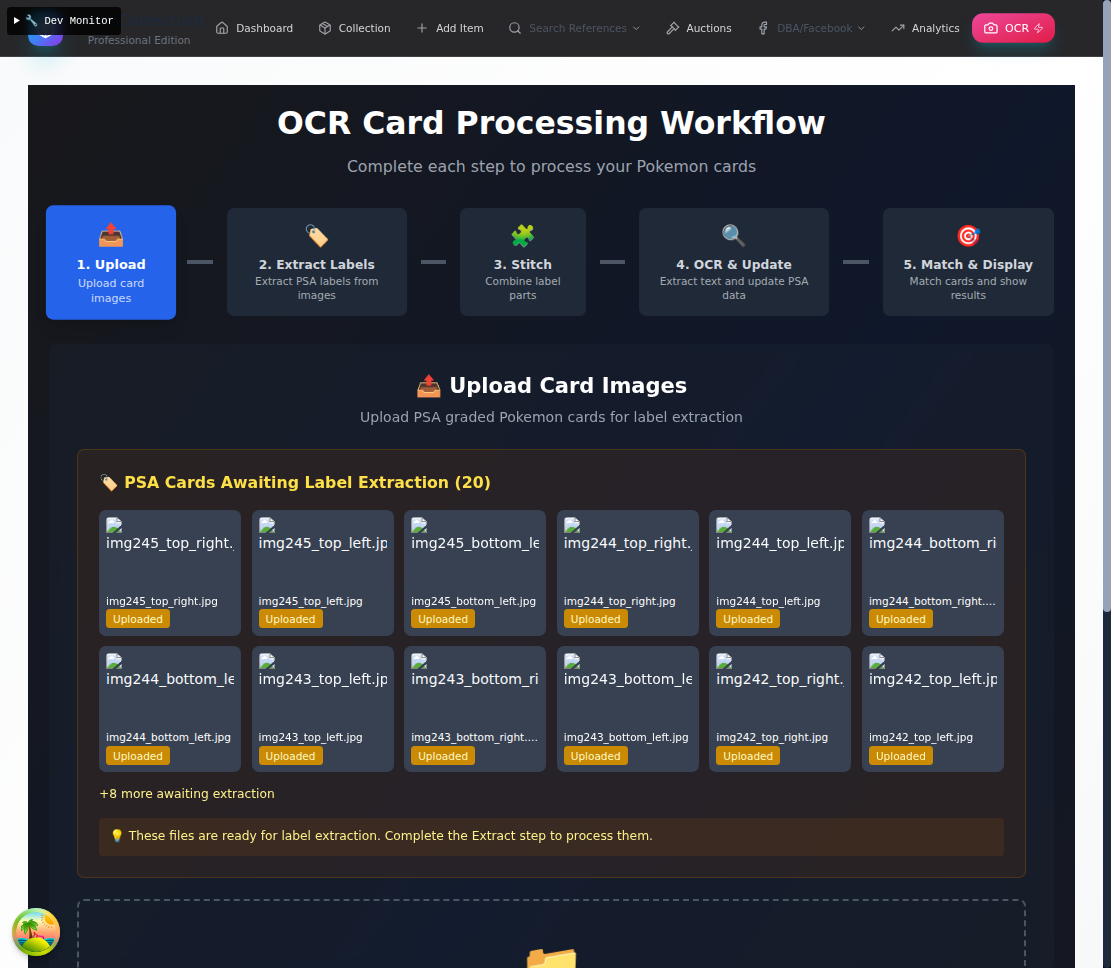 🔧 Dev Monitor
Professional Edition
Dashboard
Collection
Add Item
Search References
Auctions
DBA/Facebook
Analytics
OCR
OCR Card Processing Workflow
Complete each step to process your Pokemon cards
1. Upload
Upload card
images
2. Extract Labels
Extract PSA labels from
images
3. Stitch
Combine label
parts
4. OCR & Update
Extract text and update PSA
data
5. Match & Display
Match cards and show
results
Upload Card Images
Upload PSA graded Pokemon cards for label extraction
PSA Cards Awaiting Label Extraction (20)
img245_top_right.
img245_top_left.jp
img245_bottom_le
img244_top_right.
img244_top_left.jp
img244_bottom_ri
img245_top_right.jpg
img245_top_left.jpg
img245_bottom_left.jpg
img244_top_right.jpg
img244_top_left.jpg
img244_bottom_right....
Uploaded
Uploaded
Uploaded
Uploaded
Uploaded
Uploaded
img244_bottom_le
img243_top_left.jp
img243_bottom_ri
img243_bottom_le
img242_top_right.
img242_top_left.jp
img244_bottom_left.jpg
img243_top_left.jpg
img243_bottom_right....
img243_bottom_left.jpg
img242_top_right.jpg
img242_top_left.jpg
Uploaded
Uploaded
Uploaded
Uploaded
Uploaded
Uploaded
+8 more awaiting extraction
💡 These files are ready for label extraction. Complete the Extract step to process them.